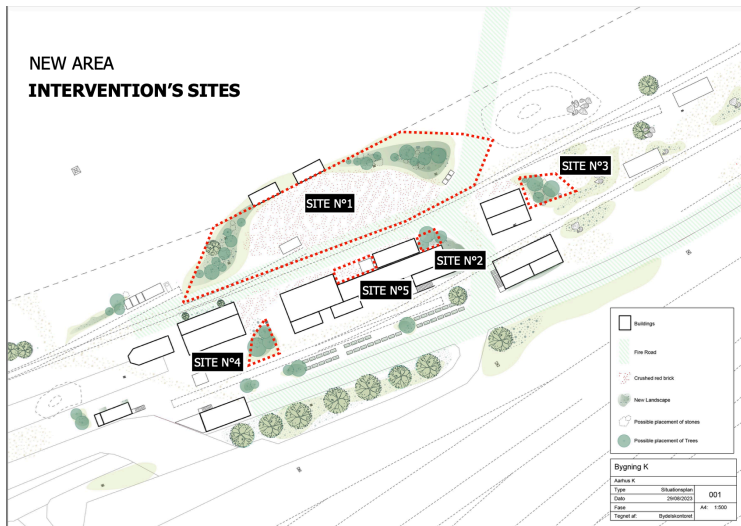 NEW AREA
INTERVENTION'S SITES
SITE N°1
SITE N°3
SITE N°2
SITE N°5
SITE N°4
Buildings
Fire Road
Crushed red brick
New Landscape
Possible placement of stones
Possible placement of Trees
Bygning K
Aarhus K
Type Situationsplan
Dato 29/08/2023
001
Fase A4: 1:500
Tegnet af: Bydelskontoret